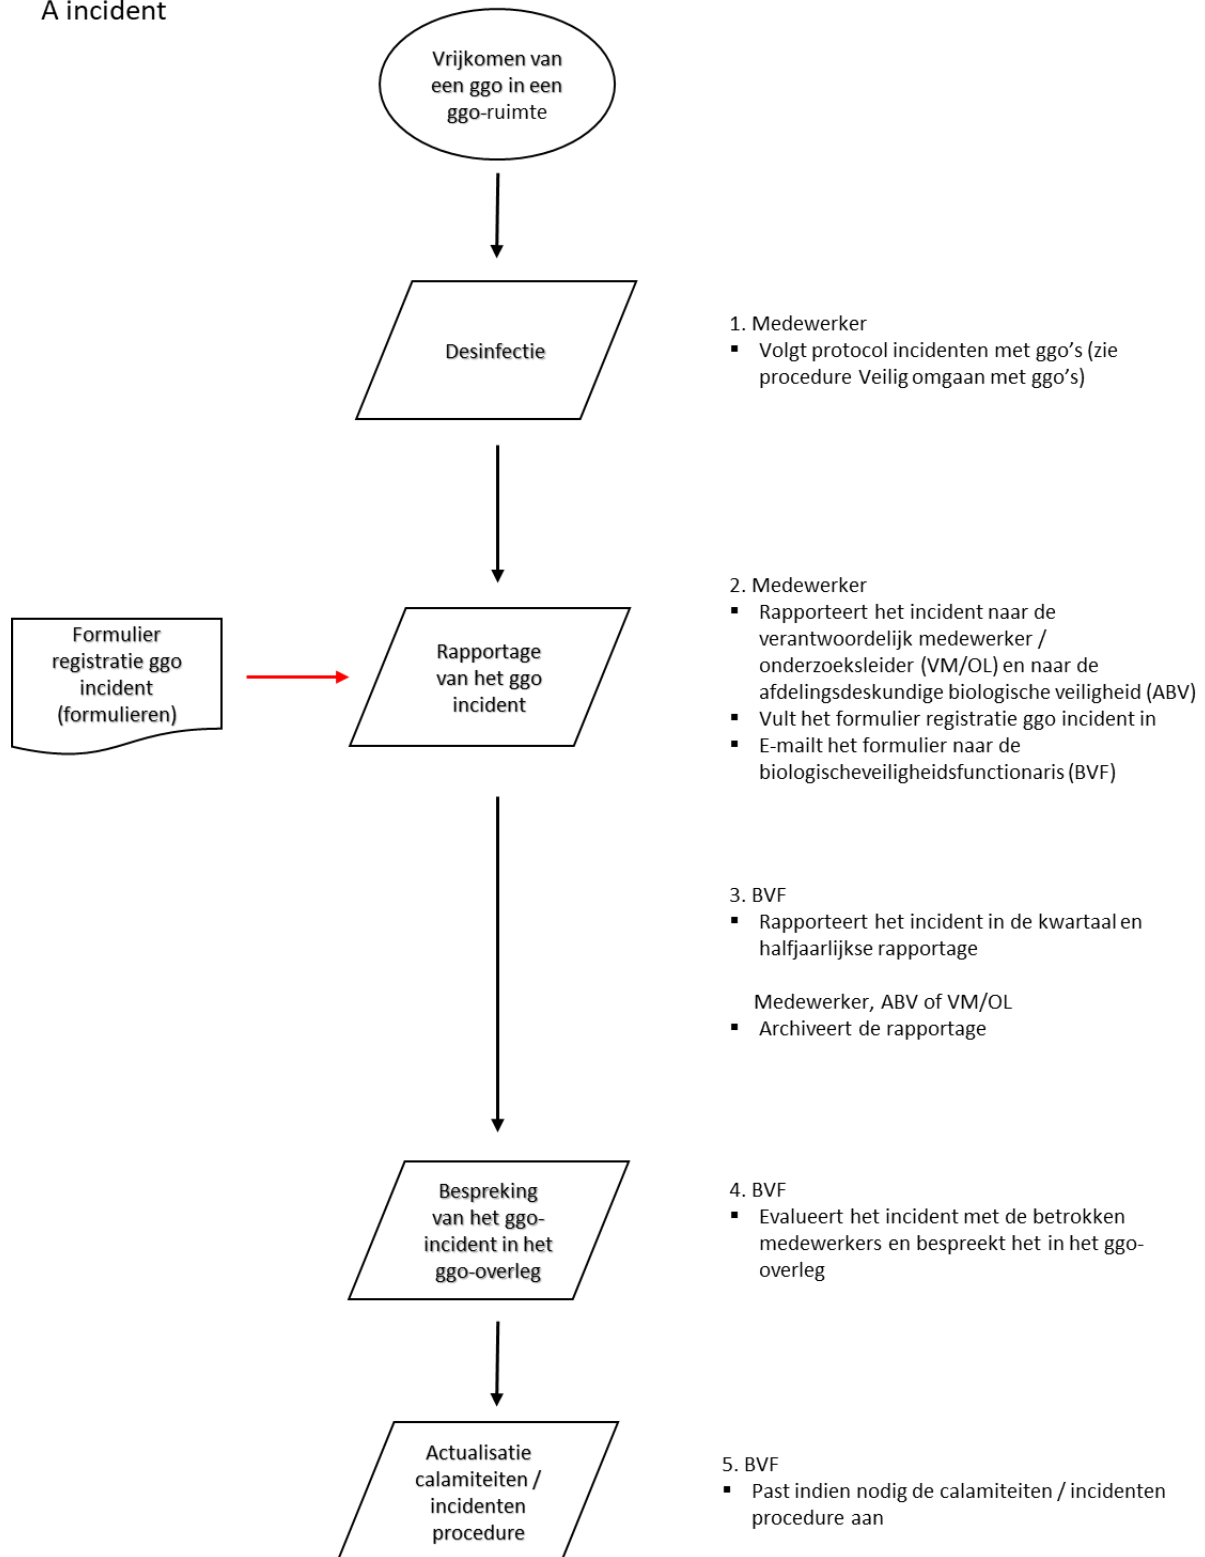 A incident
Vrijkomen van
een ggo in een
ggo-ruimte
Desinfectie
1. Medewerker
▪ Volgt protocol incidenten met ggo’s (zie
procedure Veilig omgaan met ggo’s)
Formulier
registratie ggo
incident
(formulieren)
Rapportage
van het ggo
incident
2. Medewerker
▪ Rapporteert het incident naar de
verantwoordelijk medewerker /
onderzoeksleider (VM/OL) en naar de
afdelingsdeskundige biologische veiligheid (ABV)
▪ Vult het formulier registratie ggo incident in
▪ E-mailt het formulier naar de
biologischeveiligheidsfunctionaris (BVF)
3. BVF
▪ Rapporteert het incident in de kwartaal en
halfjaarlijkse rapportage
Medewerker, ABV of VM/OL
▪ Archiveert de rapportage
Bespreking
van het ggo-
incident in het
ggo-overleg
4. BVF
▪ Evalueert het incident met de betrokken
medewerkers en bespreekt het in het ggo-
overleg
Actualisatie
calamiteiten /
incidenten
procedure
5. BVF
▪ Past indien nodig de calamiteiten / incidenten
procedure aan